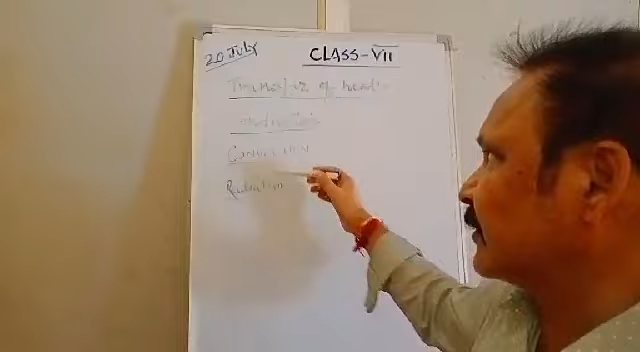 20 JULY
CLASS-VII
Transfer of heat:-
Conduction
Convection
Radiation